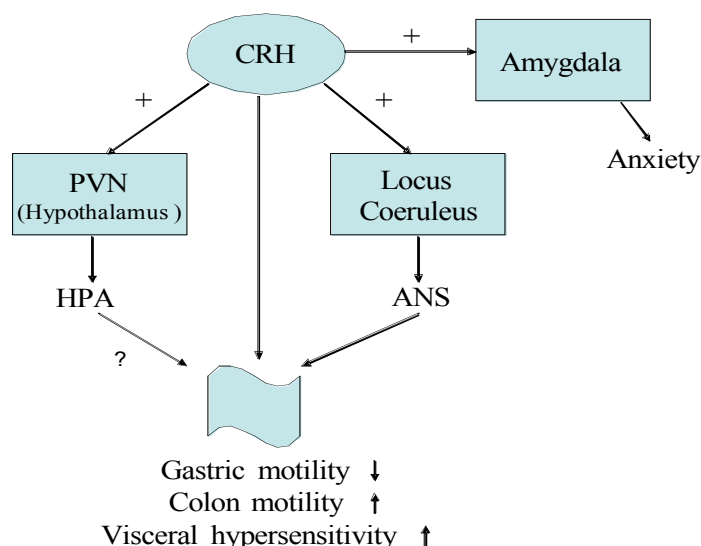 CRH
+
Amygdala
+
+
Anxiety
PVN
(Hypothalamus )
Locus
Coeruleus
HPA
ANS
?
Gastric motility ↓
Colon motility ↑
Visceral hypersensitivity ↑